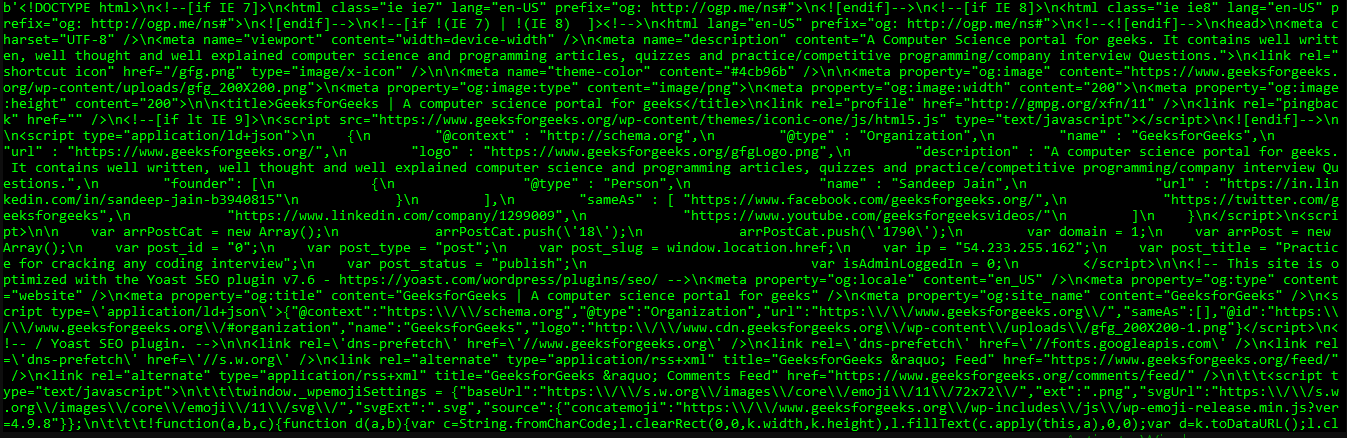 b'<!DOCTYPE html>\n<!--[if IE 7]>\n<html class="ie ie7" lang="en-US" prefix="og: http://ogp.me/ns#">\n<![endif]-->\n<!--[if IE 8]>\n<html class="ie ie8" lang="en-US" p
refix="og: http://ogp.me/ns#">\n<![endif]-->\n<!--[if !(IE 7) | !(IE 8)  ]><!-->\n<html lang="en-US" prefix="og: http://ogp.me/ns#">\n<!--<![endif]-->\n<head>\n<meta c
harset="UTF-8" />\n<meta name="viewport" content="width=device-width" />\n<meta name="description" content="A Computer Science portal for geeks. It contains well writt
en, well thought and well explained computer science and programming articles, quizzes and practice/competitive programming/company interview Questions.">\n<link rel="
shortcut icon" href="/gfg.png" type="image/x-icon" />\n\n<meta name="theme-color" content="#4cb96b" />\n\n<meta property="og:image" content="https://www.geeksforgeeks.
org/wp-content/uploads/gfg_200X200.png">\n<meta property="og:image:type" content="image/png">\n<meta property="og:image:width" content="200">\n<meta property="og:image
:height" content="200">\n\n<title>GeeksforGeeks | A computer science portal for geeks</title>\n<link rel="profile" href="http://gmpg.org/xfn/11" />\n<link rel="pingbac
k" href="" />\n<!--[if lt IE 9]>\n<script src="https://www.geeksforgeeks.org/wp-content/themes/iconic-one/js/html5.js" type="text/javascript"></script>\n<![endif]-->\n
\n<script type="application/ld+json">\n    {\n        "@context" : "http://schema.org",\n        "@type" : "Organization",\n        "name" : "GeeksforGeeks",\n
"url" : "https://www.geeksforgeeks.org/",\n        "logo" : "https://www.geeksforgeeks.org/gfgLogo.png",\n        "description" : "A computer science portal for geeks.
 It contains well written, well thought and well explained computer science and programming articles, quizzes and practice/competitive programming/company interview Qu
estions.",\n        "founder": [\n            {\n                "@type" : "Person",\n                "name" : "Sandeep Jain",\n                "url" : "https://in.lin
kedin.com/in/sandeep-jain-b3940815"\n            }\n        ],\n        "sameAs" : [ "https://www.facebook.com/geeksforgeeks.org/",\n            "https://twitter.com/g
eeksforgeeks",\n            "https://www.linkedin.com/company/1299009",\n            "https://www.youtube.com/geeksforgeeksvideos/"\n        ]\n    }\n</script>\n<scri
pt>\n\n\n    var arrPostCat = new Array();\n            arrPostCat.push(\'18\');\n            arrPostCat.push(\'1790\');\n        var domain = 1;\n    var arrPost = new
Array();\n    var post_id = "0";\n    var post_type = "post";\n    var post_slug = window.location.href;\n    var ip = "54.233.255.162";\n    var post_title = "Practic
e for cracking any coding interview";\n    var post_status = "publish";\n                            var isAdminLoggedIn = 0;\n        </script>\n\n<!-- This site is o
ptimized with the Yoast SEO plugin v7.6 - https://yoast.com/wordpress/plugins/seo/ -->\n<meta property="og:locale" content="en_US" />\n<meta property="og:type" content
="website" />\n<meta property="og:title" content="GeeksforGeeks | A computer science portal for geeks" />\n<meta property="og:site_name" content="GeeksforGeeks" />\n<s
cript type=\'application/ld+json\'>{"@context":"https:\\/\\/schema.org","@type":"Organization","url":"https:\\/\\/www.geeksforgeeks.org\\/","sameAs":[],"@id":"https:\\
/\\/www.geeksforgeeks.org\\/#organization","name":"GeeksforGeeks","logo":"http:\\/\\/www.cdn.geeksforgeeks.org\\/wp-content\\/uploads\\/gfg_200X200-1.png"}</script>\n<
!-- / Yoast SEO plugin. -->\n\n<link rel=\'dns-prefetch\' href=\'//www.geeksforgeeks.org\' />\n<link rel=\'dns-prefetch\' href=\'//fonts.googleapis.com\' />\n<link rel
=\'dns-prefetch\' href=\'//s.w.org\' />\n<link rel="alternate" type="application/rss+xml" title="GeeksforGeeks &raquo; Feed" href="https://www.geeksforgeeks.org/feed/"
 />\n<link rel="alternate" type="application/rss+xml" title="GeeksforGeeks &raquo; Comments Feed" href="https://www.geeksforgeeks.org/comments/feed/" />\n\t\t<script t
ype="text/javascript">\n\t\t\twindow._wpemojiSettings = {"baseUrl":"https:\\/\\/s.w.org\\/images\\/core\\/emoji\\/11\\/72x72\\/","ext":".png","svgUrl":"https:\\/\\/s.w
.org\\/images\\/core\\/emoji\\/11\\/svg\\/","svgExt":".svg","source":{"concatemoji":"https:\\/\\/www.geeksforgeeks.org\\/wp-includes\\/js\\/wp-emoji-release.min.js?ver
=4.9.8"}};\n\t\t\t!function(a,b,c){function d(a,b){var c=String.fromCharCode;l.clearRect(0,0,k.width,k.height),l.fillText(c.apply(this,a),0,0);var d=k.toDataURL();l.cl